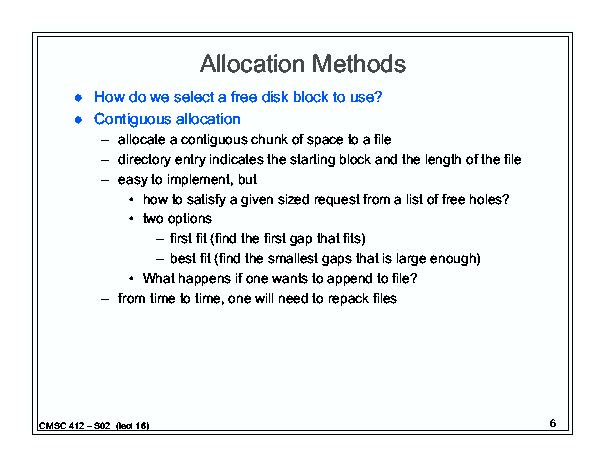 Allocation Methods
● How do we select a free disk block to use?
● Contiguous allocation
– allocate a contiguous chunk of space to a file
– directory entry indicates the starting block and the length of the file
– easy to implement, but
• how to satisfy a given sized request from a list of free holes?
• two options
– first fit (find the first gap that fits)
– best fit (find the smallest gaps that is large enough)
• What happens if one wants to append to file?
– from time to time, one will need to repack files
CMSC 412 – S02 (lect 16)
6